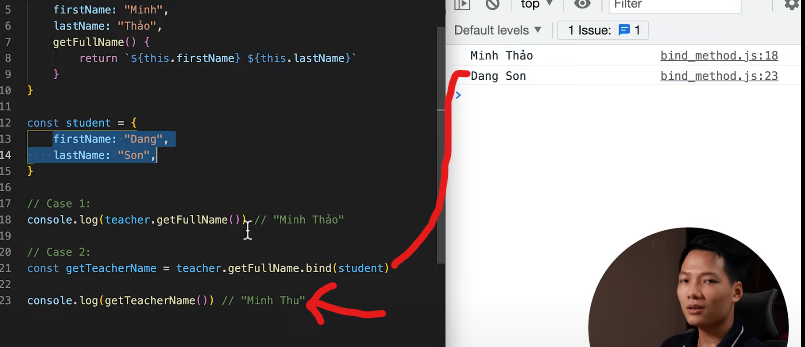 5 firstName: "Minh",
6 lastName: "Thảo",
7 getFullName() {
8 return `${this.firstName} ${this.lastName}`
9 }
10 }
11
12 const student = {
13 firstName: "Dang",
14 lastName: "Son",
15 }
16
17 // Case 1:
18 console.log(teacher.getFullName()) // "Minh Thảo"
19
20 // Case 2:
21 const getTeacherName = teacher.getFullName.bind(student)
22
23 console.log(getTeacherName()) // "Minh Thu"
top ▼ Filter
Default levels ▼ 1 Issue: 1
Minh Thảo bind_method.js:18
Dang Son bind_method.js:23
>